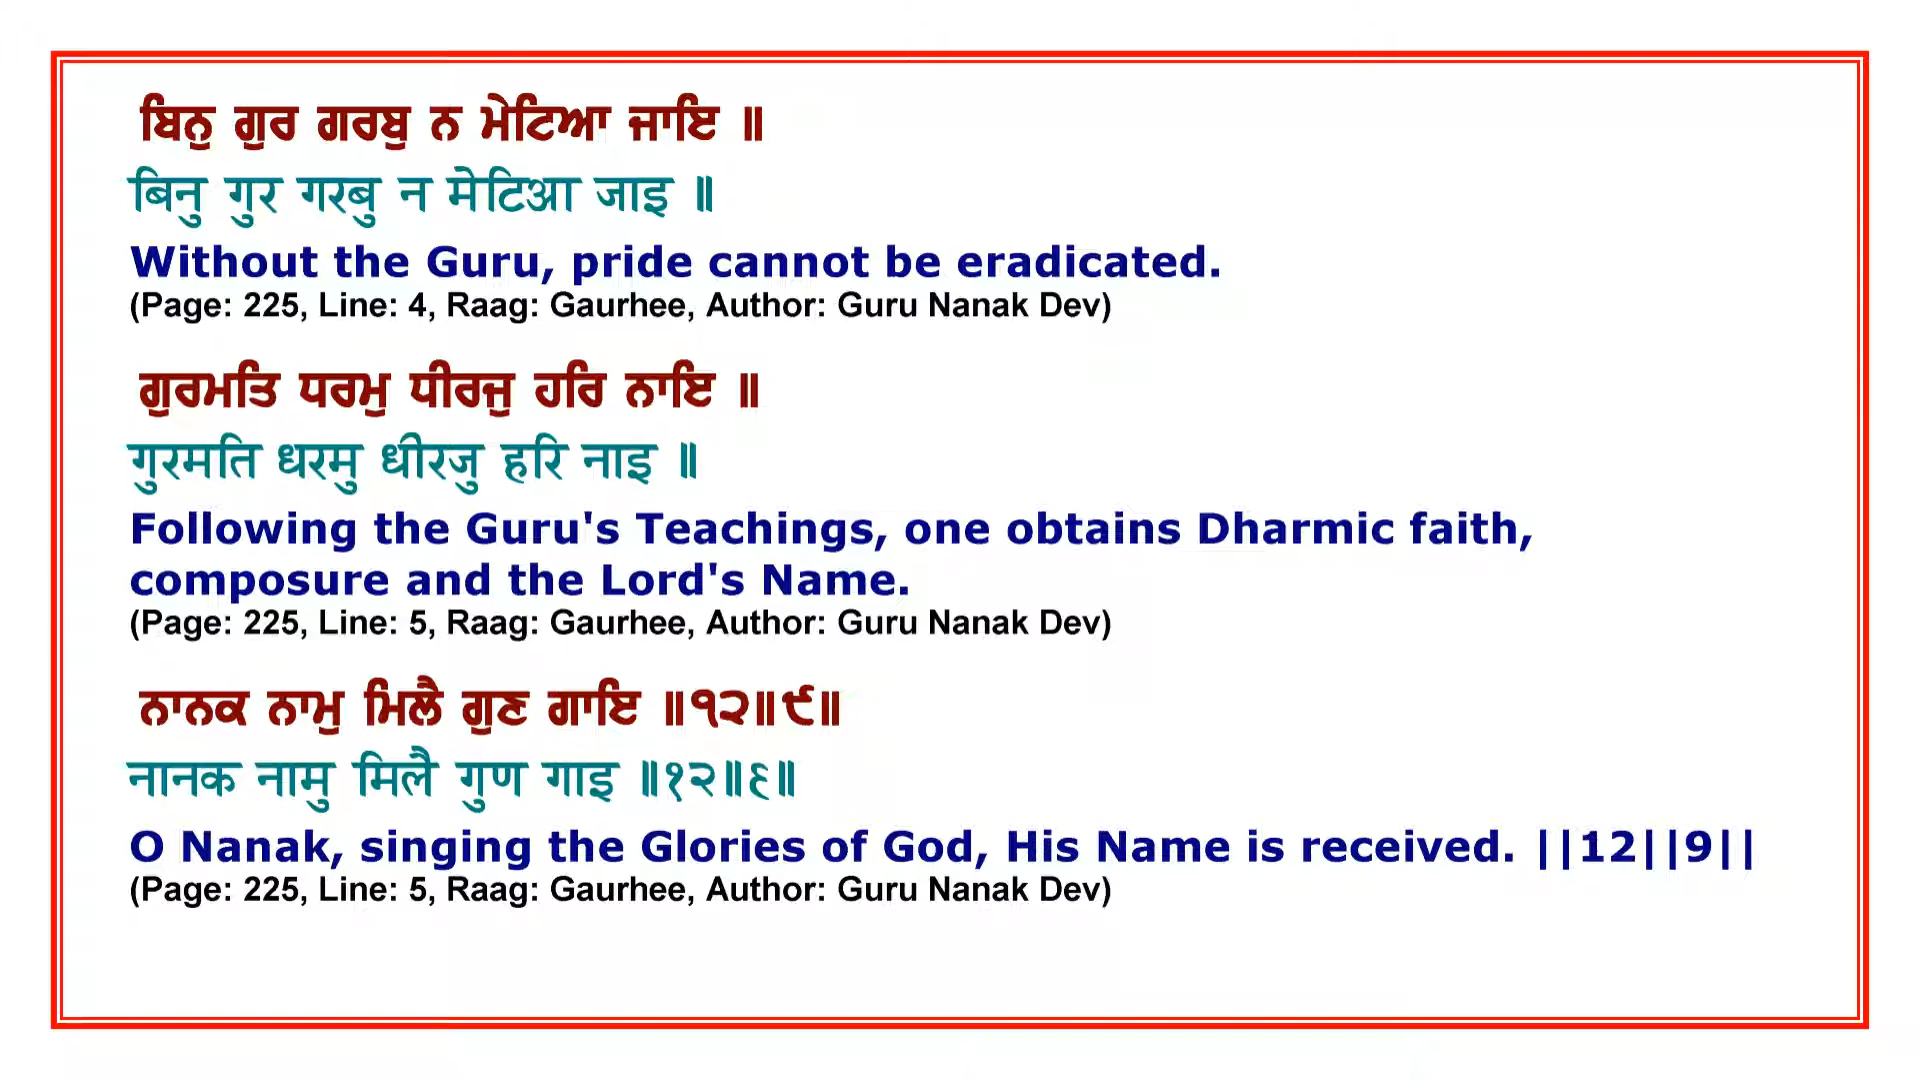 ਬਿਨੁ ਗੁਰ ਗਰਬੁ ਨ ਮੇਟਿਆ ਜਾਇ ॥
बिनु गुर गरबु न मेटिआ जाइ ॥
Without the Guru, pride cannot be eradicated.
(Page: 225, Line: 4, Raag: Gaurhee, Author: Guru Nanak Dev)
ਗੁਰਮਤਿ ਧਰਮੁ ਧੀਰਜੁ ਹਰਿ ਨਾਇ ॥
गुरमति धरमु धीरजु हरि नाइ ॥
Following the Guru's Teachings, one obtains Dharmic faith,
composure and the Lord's Name.
(Page: 225, Line: 5, Raag: Gaurhee, Author: Guru Nanak Dev)
ਨਾਨਕ ਨਾਮੁ ਮਿਲੈ ਗੁਣ ਗਾਇ ॥੧੨॥੯॥
नानक नामु मिलै गुण गाइ ॥१२॥९॥
O Nanak, singing the Glories of God, His Name is received. ||12||9||
(Page: 225, Line: 5, Raag: Gaurhee, Author: Guru Nanak Dev)